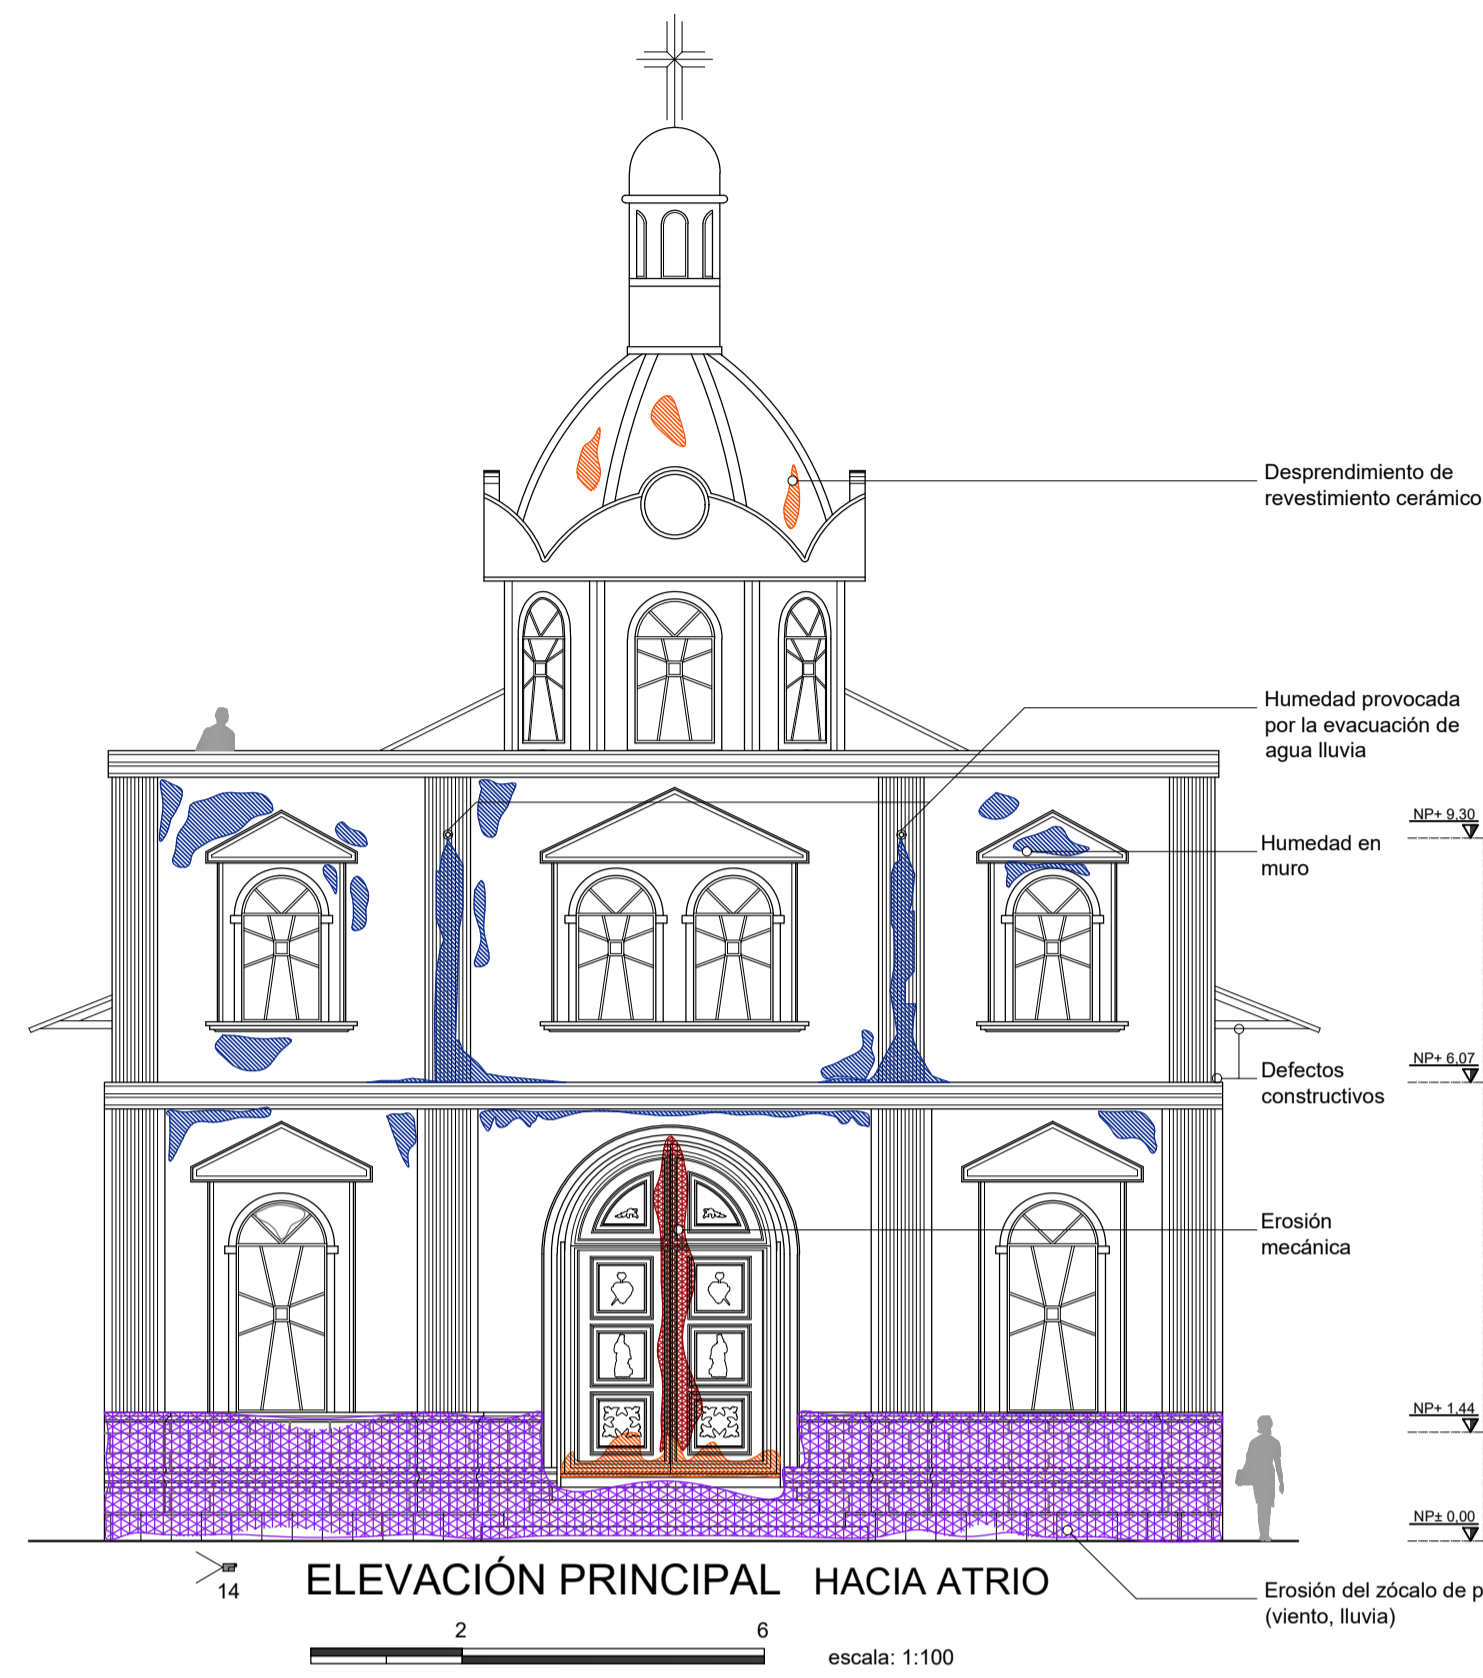 Desprendimiento de
revestimiento cerámico
Humedad provocada
por la evacuación de
agua lluvia
NP+ 9,30
Humedad en
muro
NP+ 6,07
Defectos
constructivos
Erosión
mecánica
NP+ 1,44
NP± 0,00
14
ELEVACIÓN PRINCIPAL HACIA ATRIO
Erosión del zócalo de p
(viento, lluvia)
2 6
escala: 1:100